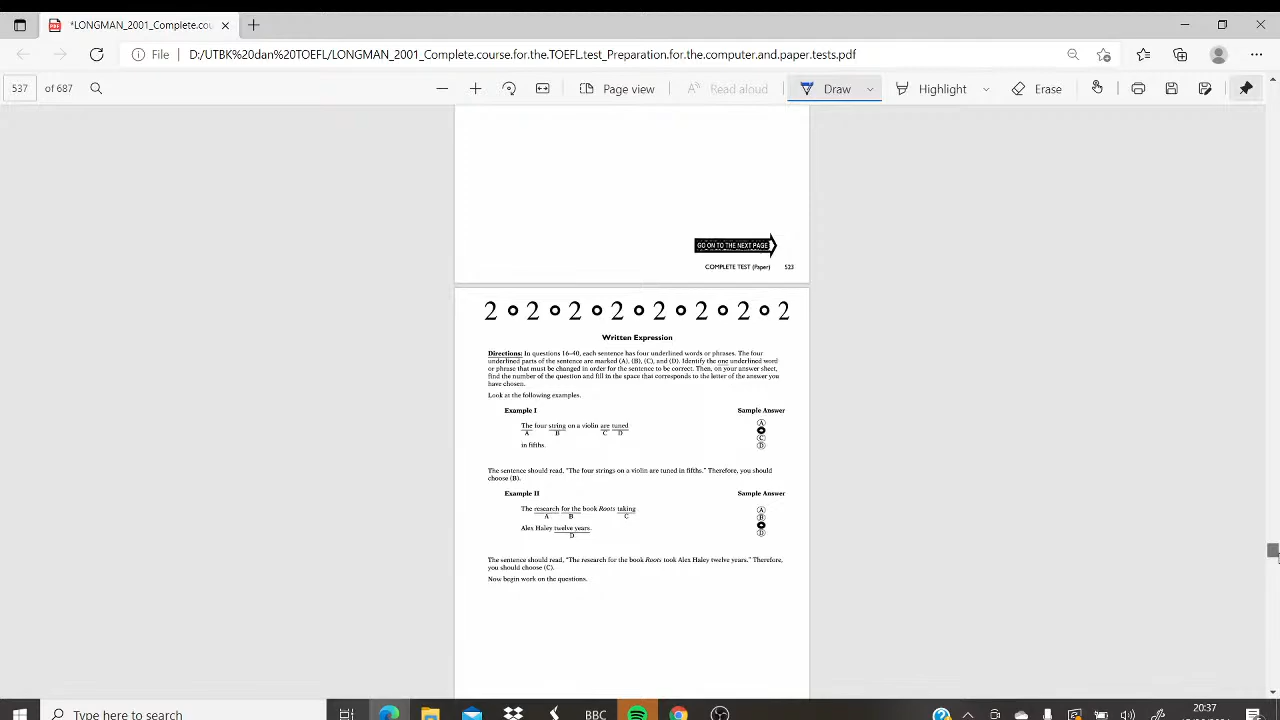 *LONGMAN_2001_Complete.cou
File D:/UTBK%20dan%20TOEFL/LONGMAN_2001_Complete.course.for.the.TOEFL.test_Preparation.for.the.computer.and.paper.tests.pdf
537 of 687 Page view Read aloud Draw Highlight Erase
GO ON TO THE NEXT PAGE
COMPLETE TEST (Paper) 523
2 2 2 2 2 2 2 2
Written Expression
Directions: In questions 16–40, each sentence has four underlined words or phrases. The four
underlined parts of the sentence are marked (A), (B), (C), and (D). Identify the one underlined word
or phrase that must be changed in order for the sentence to be correct. Then, on your answer sheet,
find the number of the question and fill in the space that corresponds to the letter of the answer you
have chosen.
Look at the following examples.
Example I Sample Answer
The four string on a violin are tuned
A B C D
in fifths.
A
C
D
The sentence should read, "The four strings on a violin are tuned in fifths." Therefore, you should
choose (B).
Example II Sample Answer
The research for the book Roots taking
A B C
Alex Haley twelve years.
D
A
B
D
The sentence should read, "The research for the book Roots took Alex Haley twelve years." Therefore,
you should choose (C).
Now begin work on the questions.
Type here to search
BBC
20:37